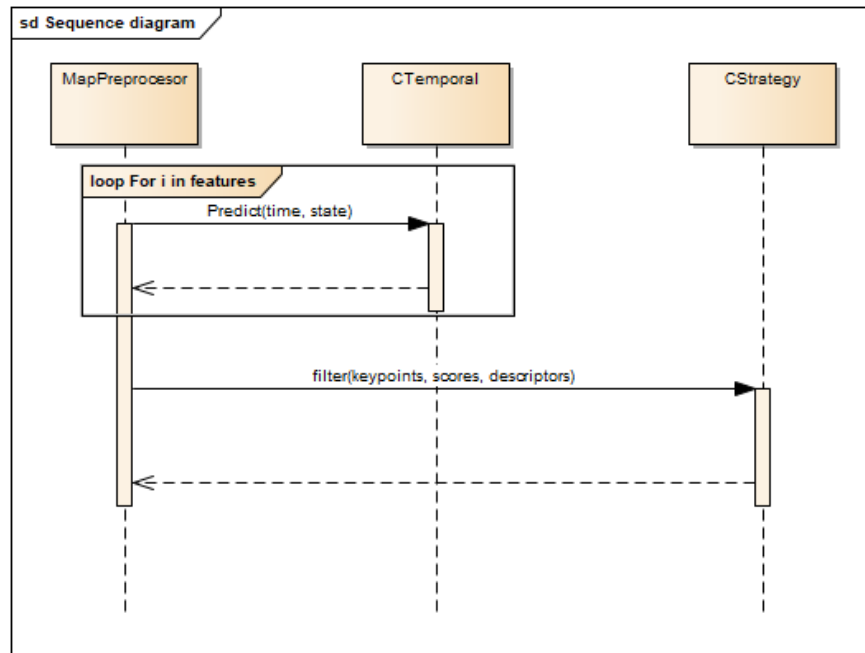 sd Sequence diagram
MapPreprocesor
CTemporal
CStrategy
loop For i in features
Predict(time, state)
filter(keypoints, scores, descriptors)